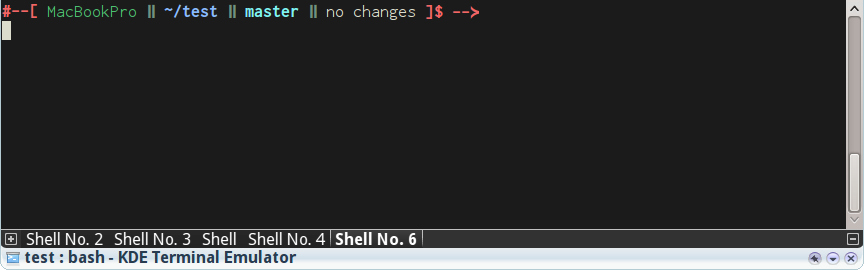 #--[ MacBookPro || ~/test || master || no changes ]$ -->
Shell No. 2 Shell No. 3 Shell Shell No. 4 Shell No. 6
test : bash - KDE Terminal Emulator